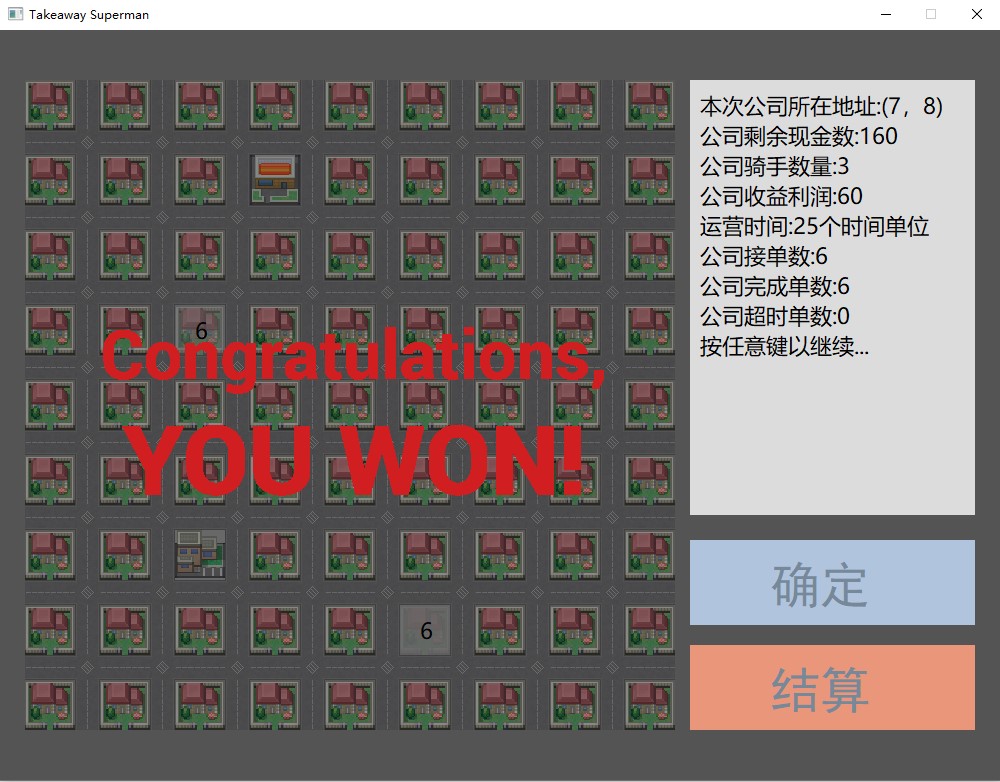 Takeaway Superman
本次公司所在地址:(7，8)
公司剩余现金数:160
公司骑手数量:3
公司收益利润:60
运营时间:25个时间单位
公司接单数:6
公司完成单数:6
公司超时单数:0
按任意键以继续...
6
Congratulations,
YOU WON!
6
确定
结算